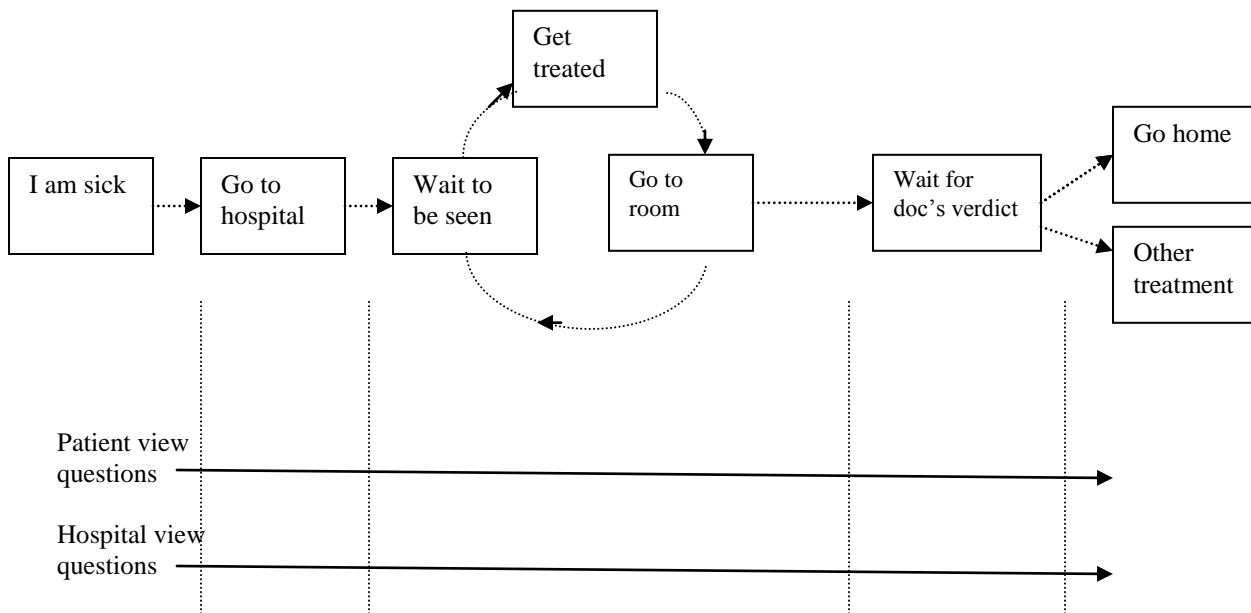 Get
treated
I am sick
Go to
hospital
Wait to
be seen
Go to
room
Wait for
doc’s verdict
Go home
Other
treatment
Patient view
questions
Hospital view
questions